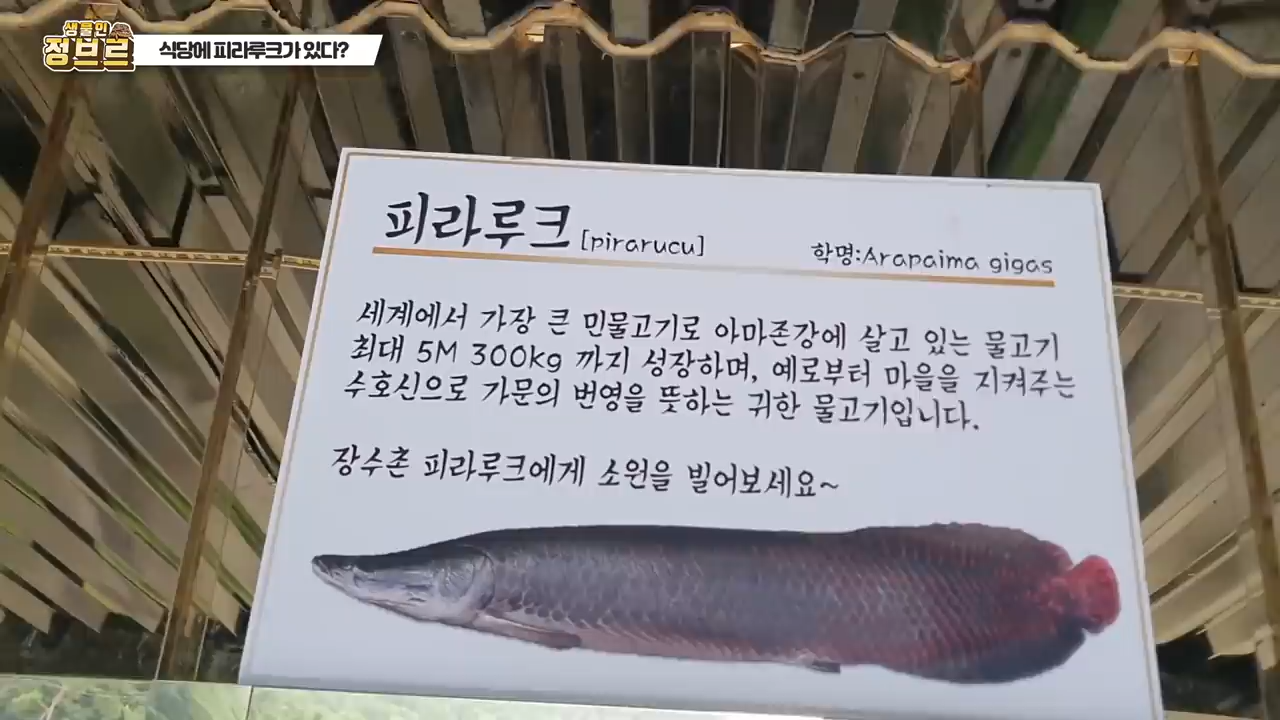 생물인
정브르
식당에 피라루크가 있다?
피라루크 [pirarucu]
학명:Arapaima gigas
세계에서 가장 큰 민물고기로 아마존강에 살고 있는 물고기
최대 5M 300kg 까지 성장하며, 예로부터 마을을 지켜주는
수호신으로 가문의 번영을 뜻하는 귀한 물고기입니다.
장수촌 피라루크에게 소원을 빌어보세요~